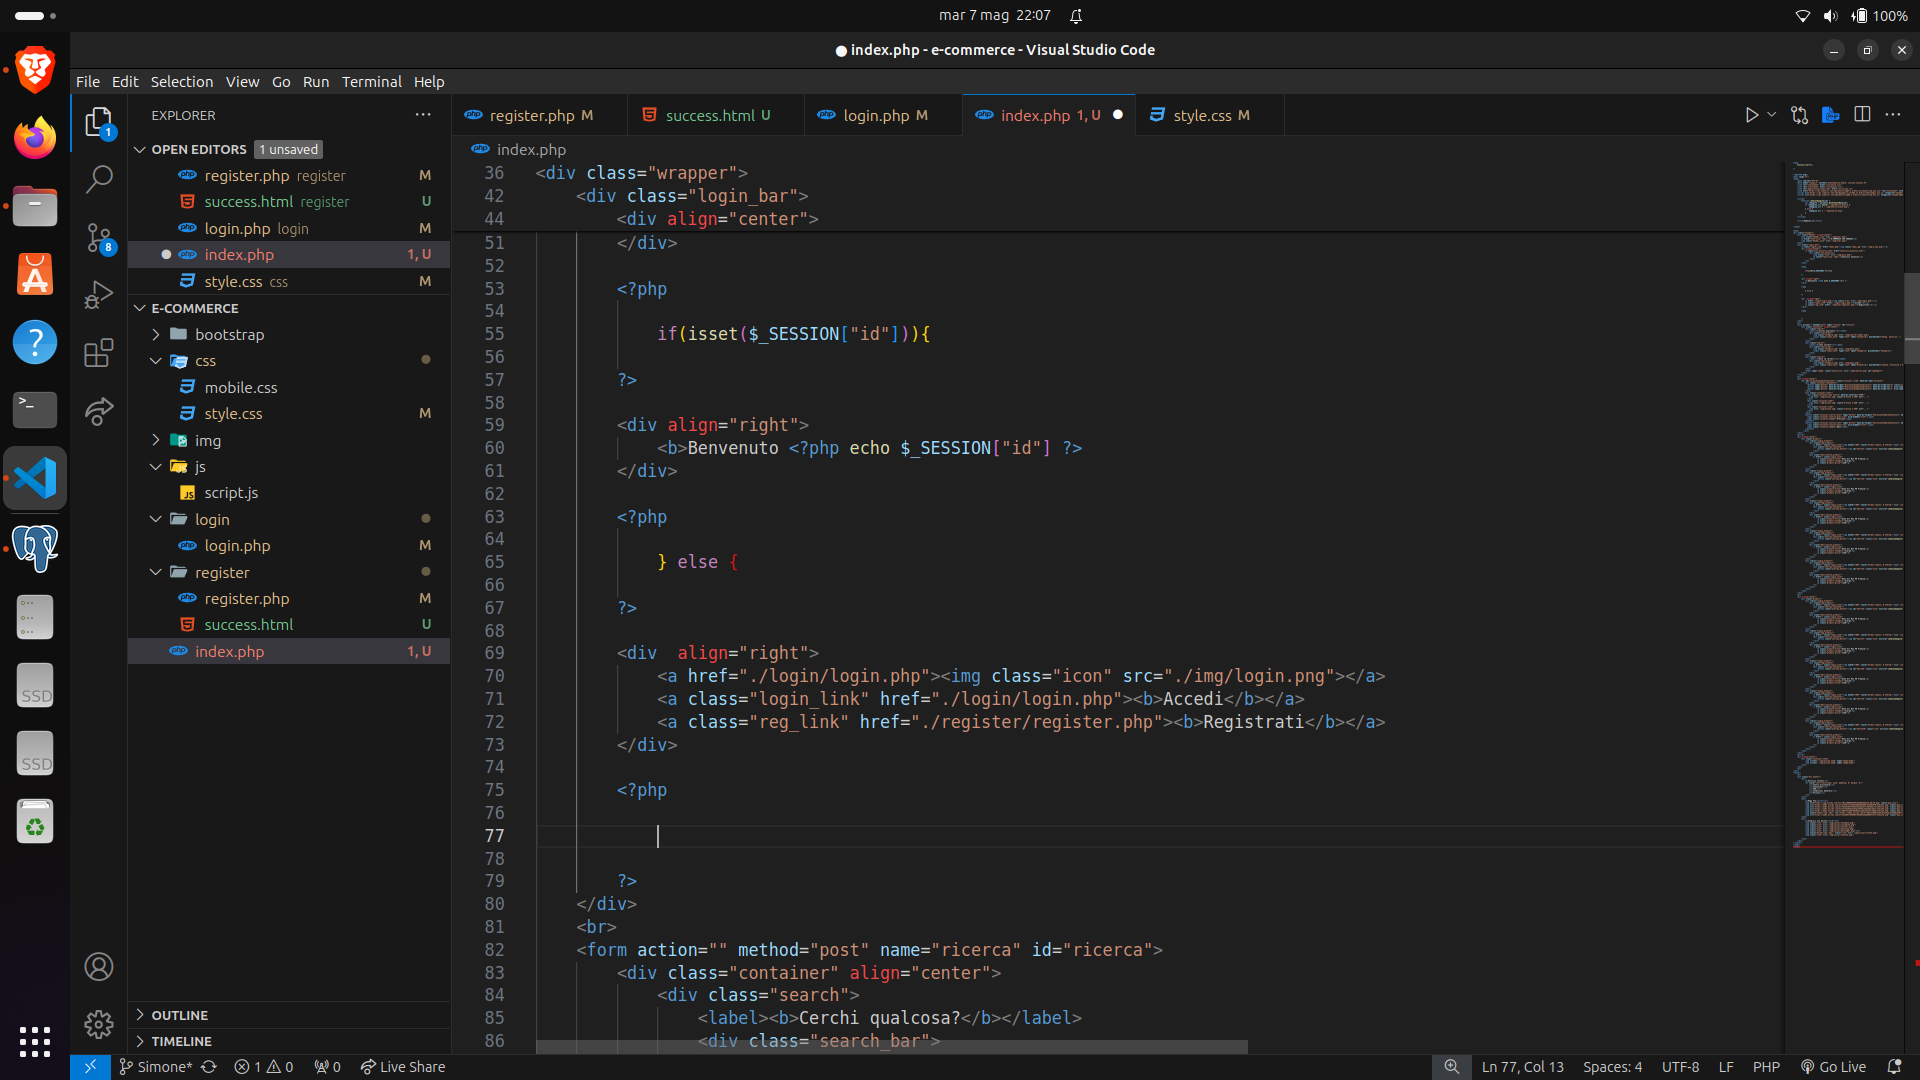 mar 7 mag 22:07
100%
index.php - e-commerce - Visual Studio Code
File Edit Selection View Go Run Terminal Help
EXPLORER
register.php M
success.html U
login.php M
index.php 1, U
style.css M
OPEN EDITORS 1 unsaved
register.php register M
success.html register U
login.php login M
index.php 1, U
style.css css M
E-COMMERCE
bootstrap
css
mobile.css
style.css M
img
js
script.js
login
login.php M
register
register.php M
success.html U
index.php 1, U
OUTLINE
TIMELINE
index.php
36 <div class="wrapper">
42 <div class="login_bar">
44 <div align="center">
51 </div>
52
53 <?php
54
55 if(isset($_SESSION["id"])){
56
57 ?>
58
59 <div align="right">
60 <b>Benvenuto <?php echo $_SESSION["id"] ?>
61 </div>
62
63 <?php
64
65 } else {
66
67 ?>
68
69 <div  align="right">
70 <a href="./login/login.php"><img class="icon" src="./img/login.png"></a>
71 <a class="login_link" href="./login/login.php"><b>Accedi</b></a>
72 <a class="reg_link" href="./register/register.php"><b>Registrati</b></a>
73 </div>
74
75 <?php
76
77
78
79 ?>
80 </div>
81 <br>
82 <form action="" method="post" name="ricerca" id="ricerca">
83 <div class="container" align="center">
84 <div class="search">
85 <label><b>Cerchi qualcosa?</b></label>
86 <div class="search_bar">
SSD
SSD
1
8
Simone* 1 0 0 Live Share
Ln 77, Col 13 Spaces: 4 UTF-8 LF PHP Go Live